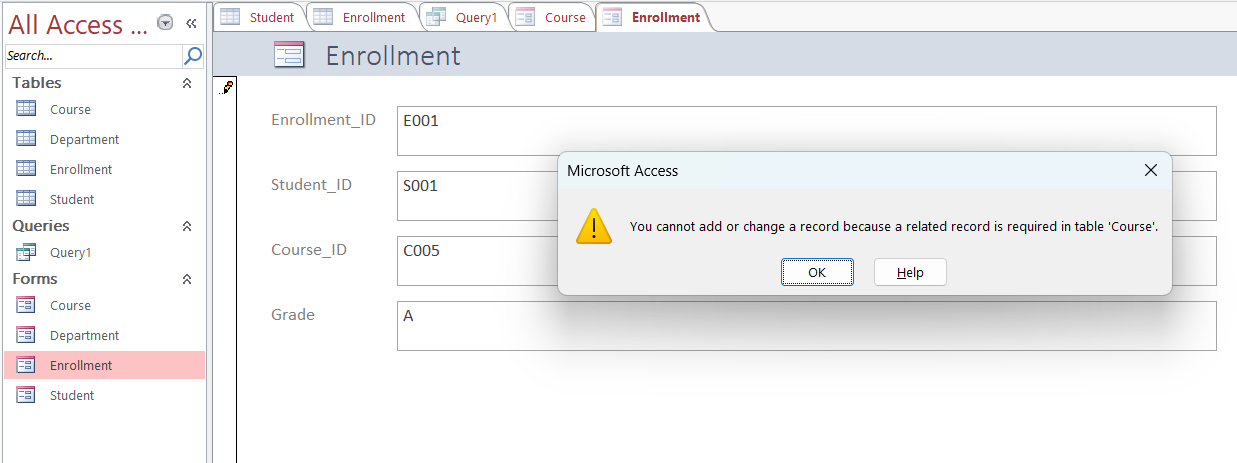 All Access ...
Search...
Tables
Course
Department
Enrollment
Student
Queries
Query1
Forms
Course
Department
Enrollment
Student
Student Enrollment Query1 Course Enrollment
Enrollment
Enrollment_ID E001
Student_ID S001
Course_ID C005
Grade A
Microsoft Access
You cannot add or change a record because a related record is required in table 'Course'.
OK Help